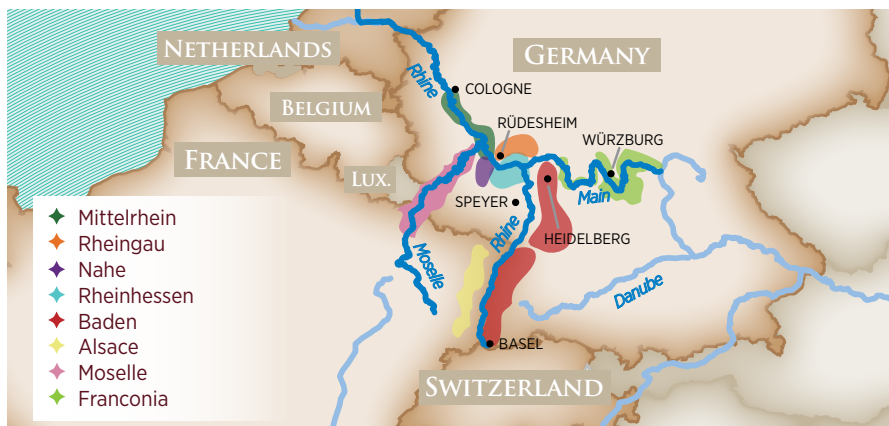 NETHERLANDS
GERMANY
Rhine
COLOGNE
BELGIUM
RÜDESHEIM
WÜRZBURG
FRANCE
LUX.
SPEYER
Main
Rhine
HEIDELBERG
Moselle
Danube
BASEL
SWITZERLAND
Mittelrhein
Rheingau
Nahe
Rheinhessen
Baden
Alsace
Moselle
Franconia